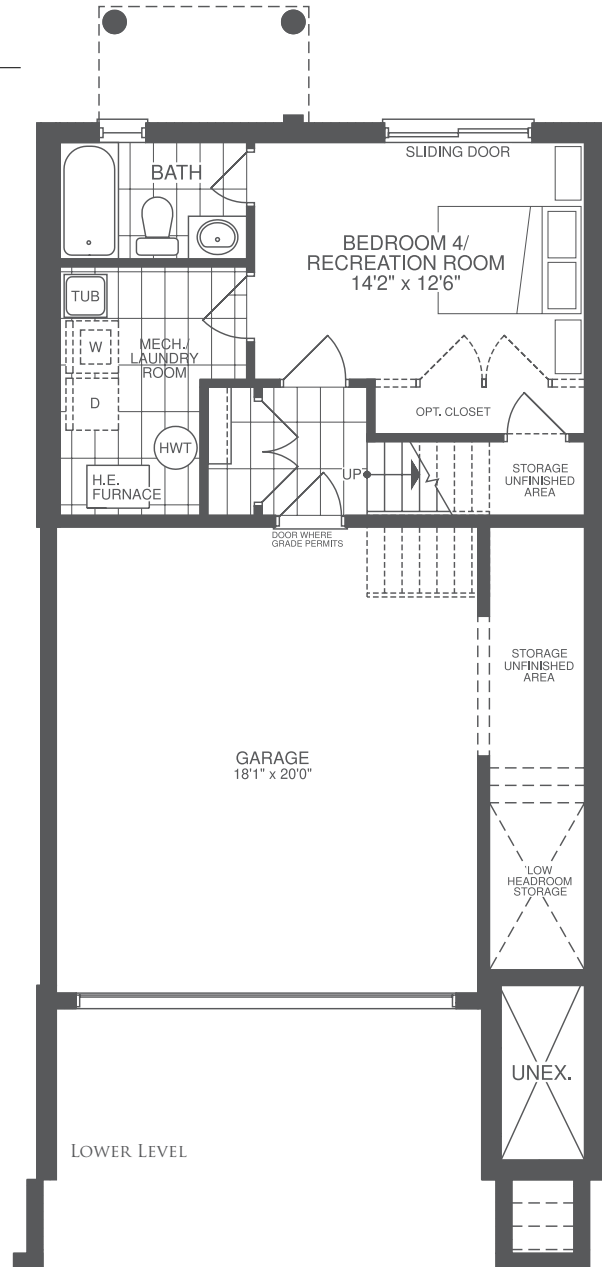 SLIDING DOOR
BATH
BEDROOM 4/
RECREATION ROOM
14'2" x 12'6"
TUB
W
MECH./
LAUNDRY
ROOM
D
OPT. CLOSET
HWT
UP
H.E.
FURNACE
STORAGE
UNFINISHED
AREA
DOOR WHERE
GRADE PERMITS
STORAGE
UNFINISHED
AREA
GARAGE
18'1" x 20'0"
LOW
HEADROOM
STORAGE
UNEX.
LOWER LEVEL